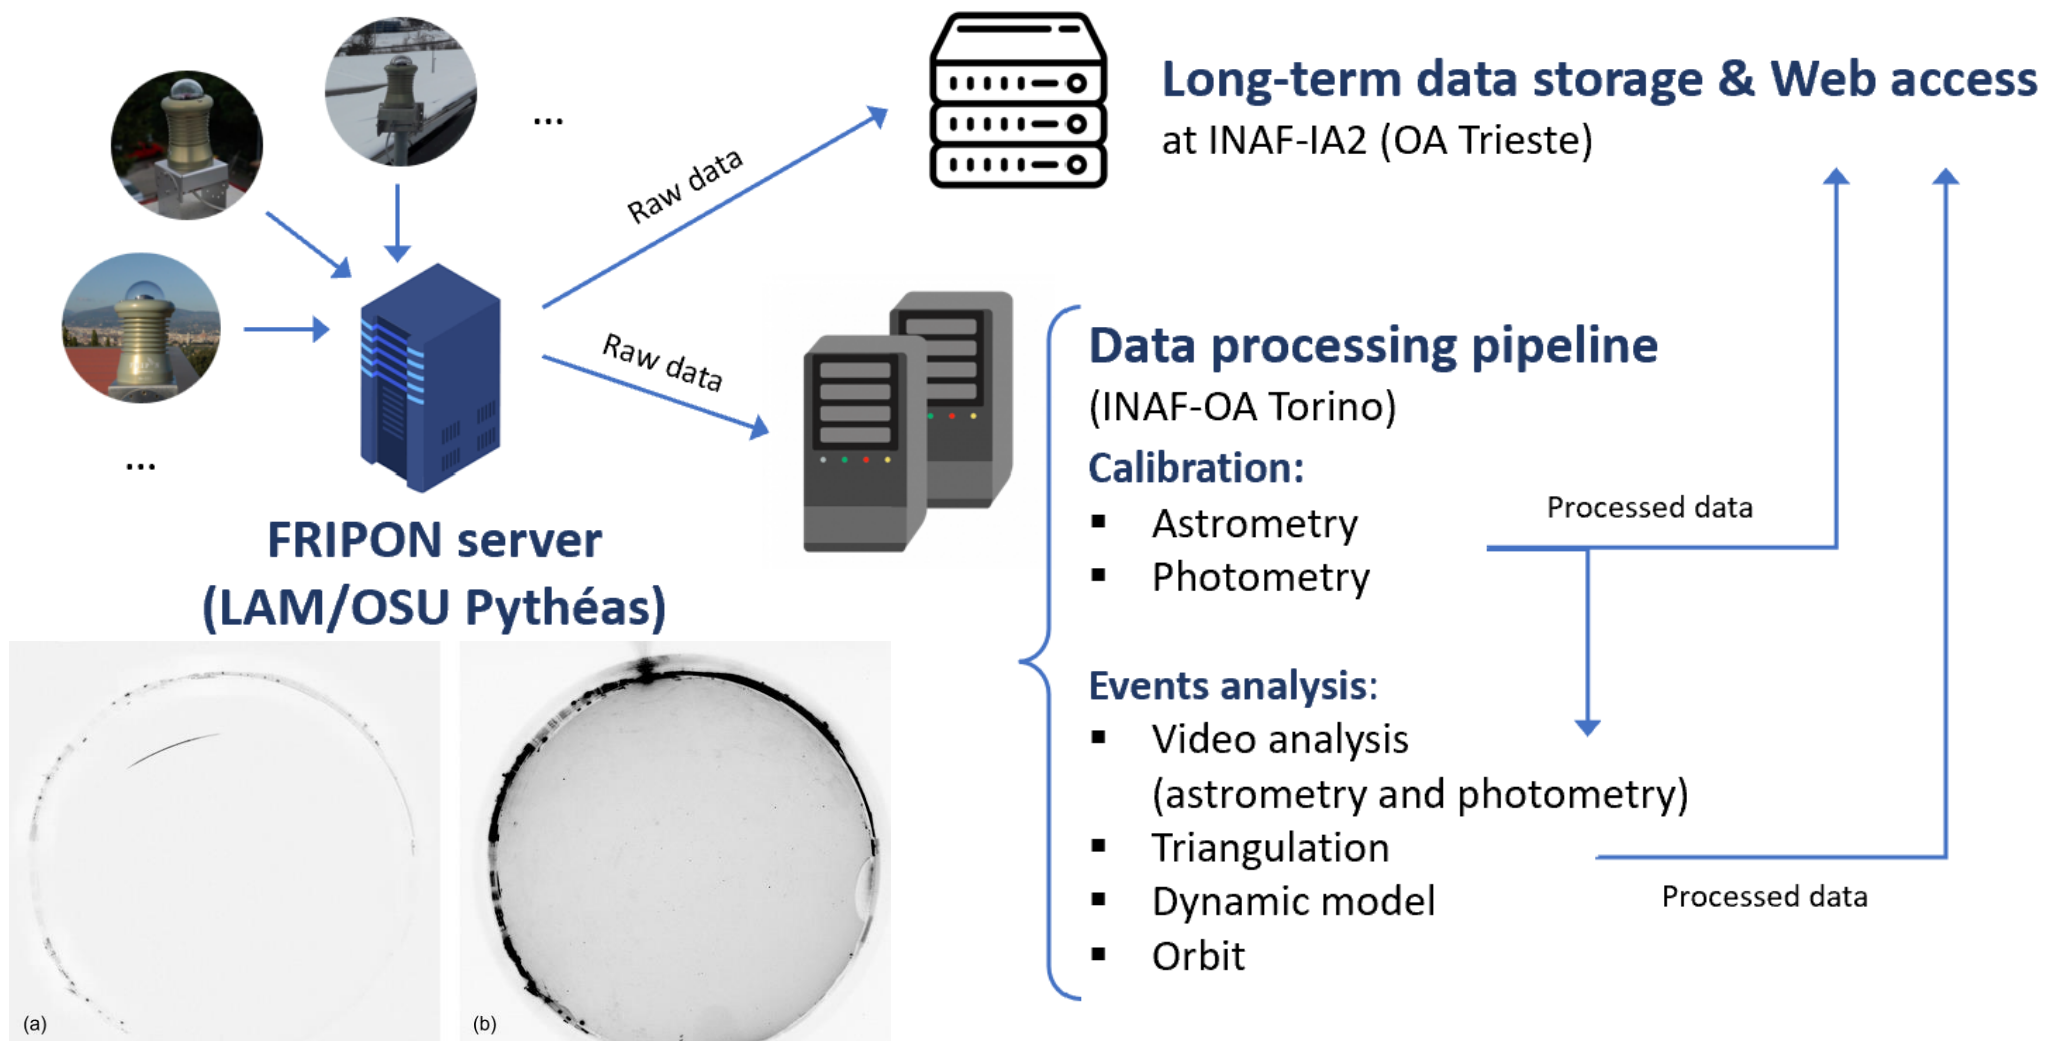 ...
Long-term data storage & Web access
at INAF-IA2 (OA Trieste)
Raw data
Raw data
...
FRIPON server
(LAM/OSU Pythéas)
Data processing pipeline
(INAF-OA Torino)
Calibration:
▪ Astrometry
▪ Photometry
Processed data
Events analysis:
▪ Video analysis
(astrometry and photometry)
▪ Triangulation
▪ Dynamic model
▪ Orbit
Processed data
(a)
(b)